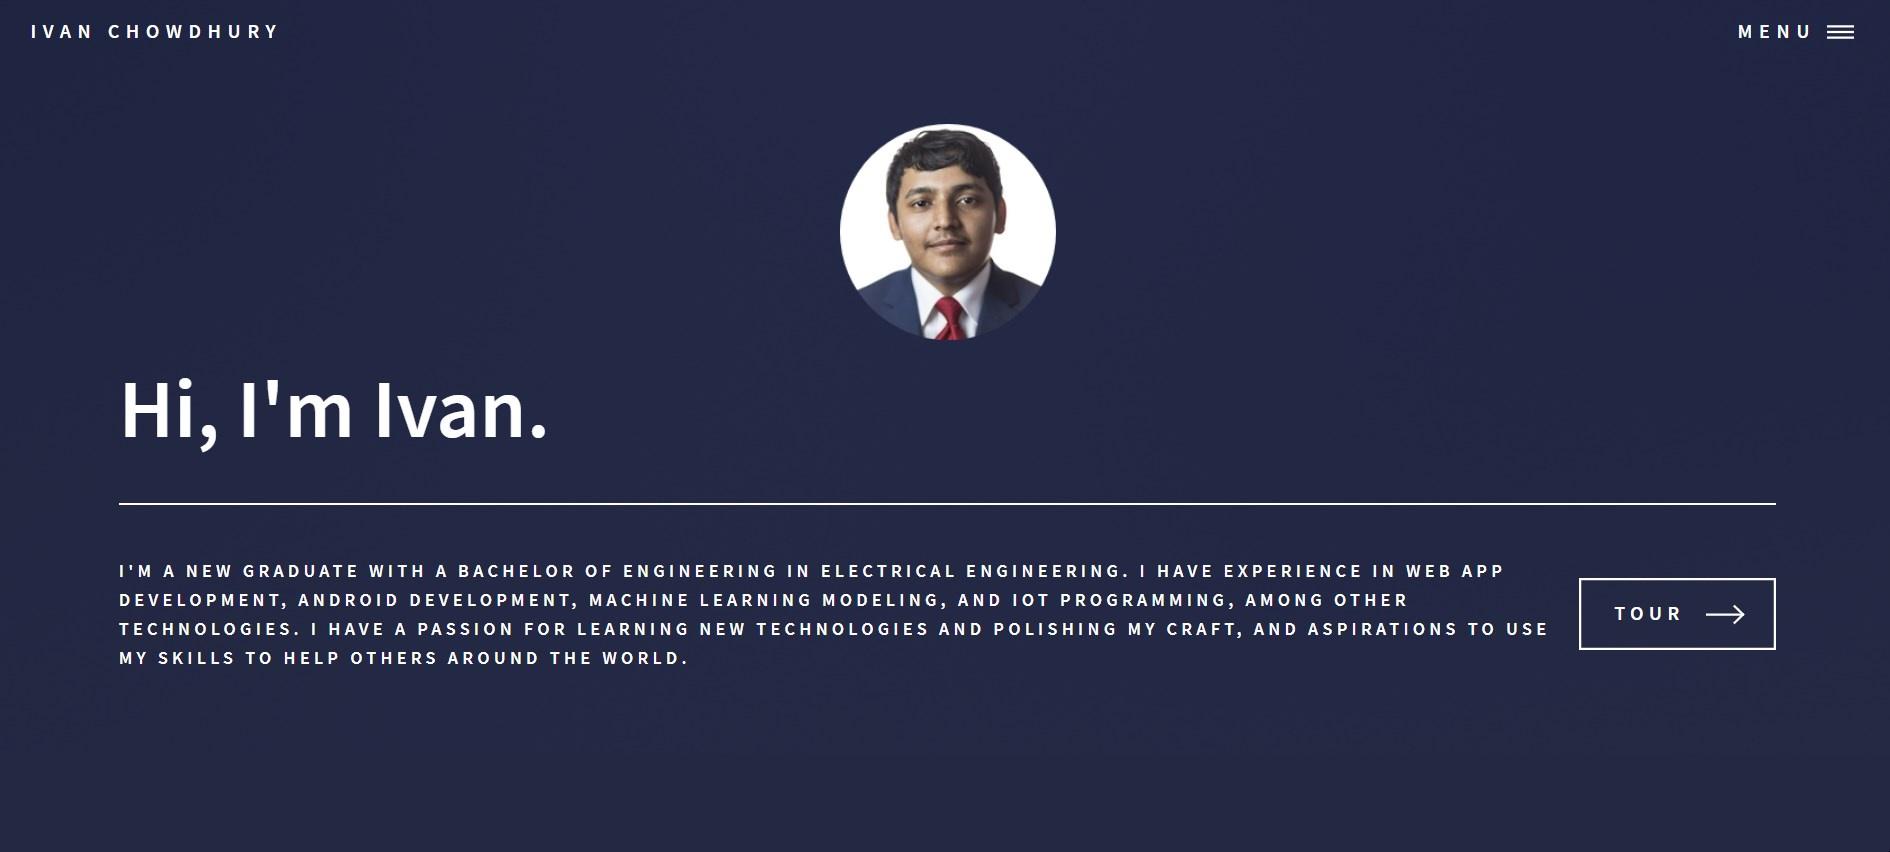 IVAN CHOWDHURY
MENU
Hi, I'm Ivan.
I'M A NEW GRADUATE WITH A BACHELOR OF ENGINEERING IN ELECTRICAL ENGINEERING. I HAVE EXPERIENCE IN WEB APP
DEVELOPMENT, ANDROID DEVELOPMENT, MACHINE LEARNING MODELING, AND IOT PROGRAMMING, AMONG OTHER
TECHNOLOGIES. I HAVE A PASSION FOR LEARNING NEW TECHNOLOGIES AND POLISHING MY CRAFT, AND ASPIRATIONS TO USE
MY SKILLS TO HELP OTHERS AROUND THE WORLD.
TOUR